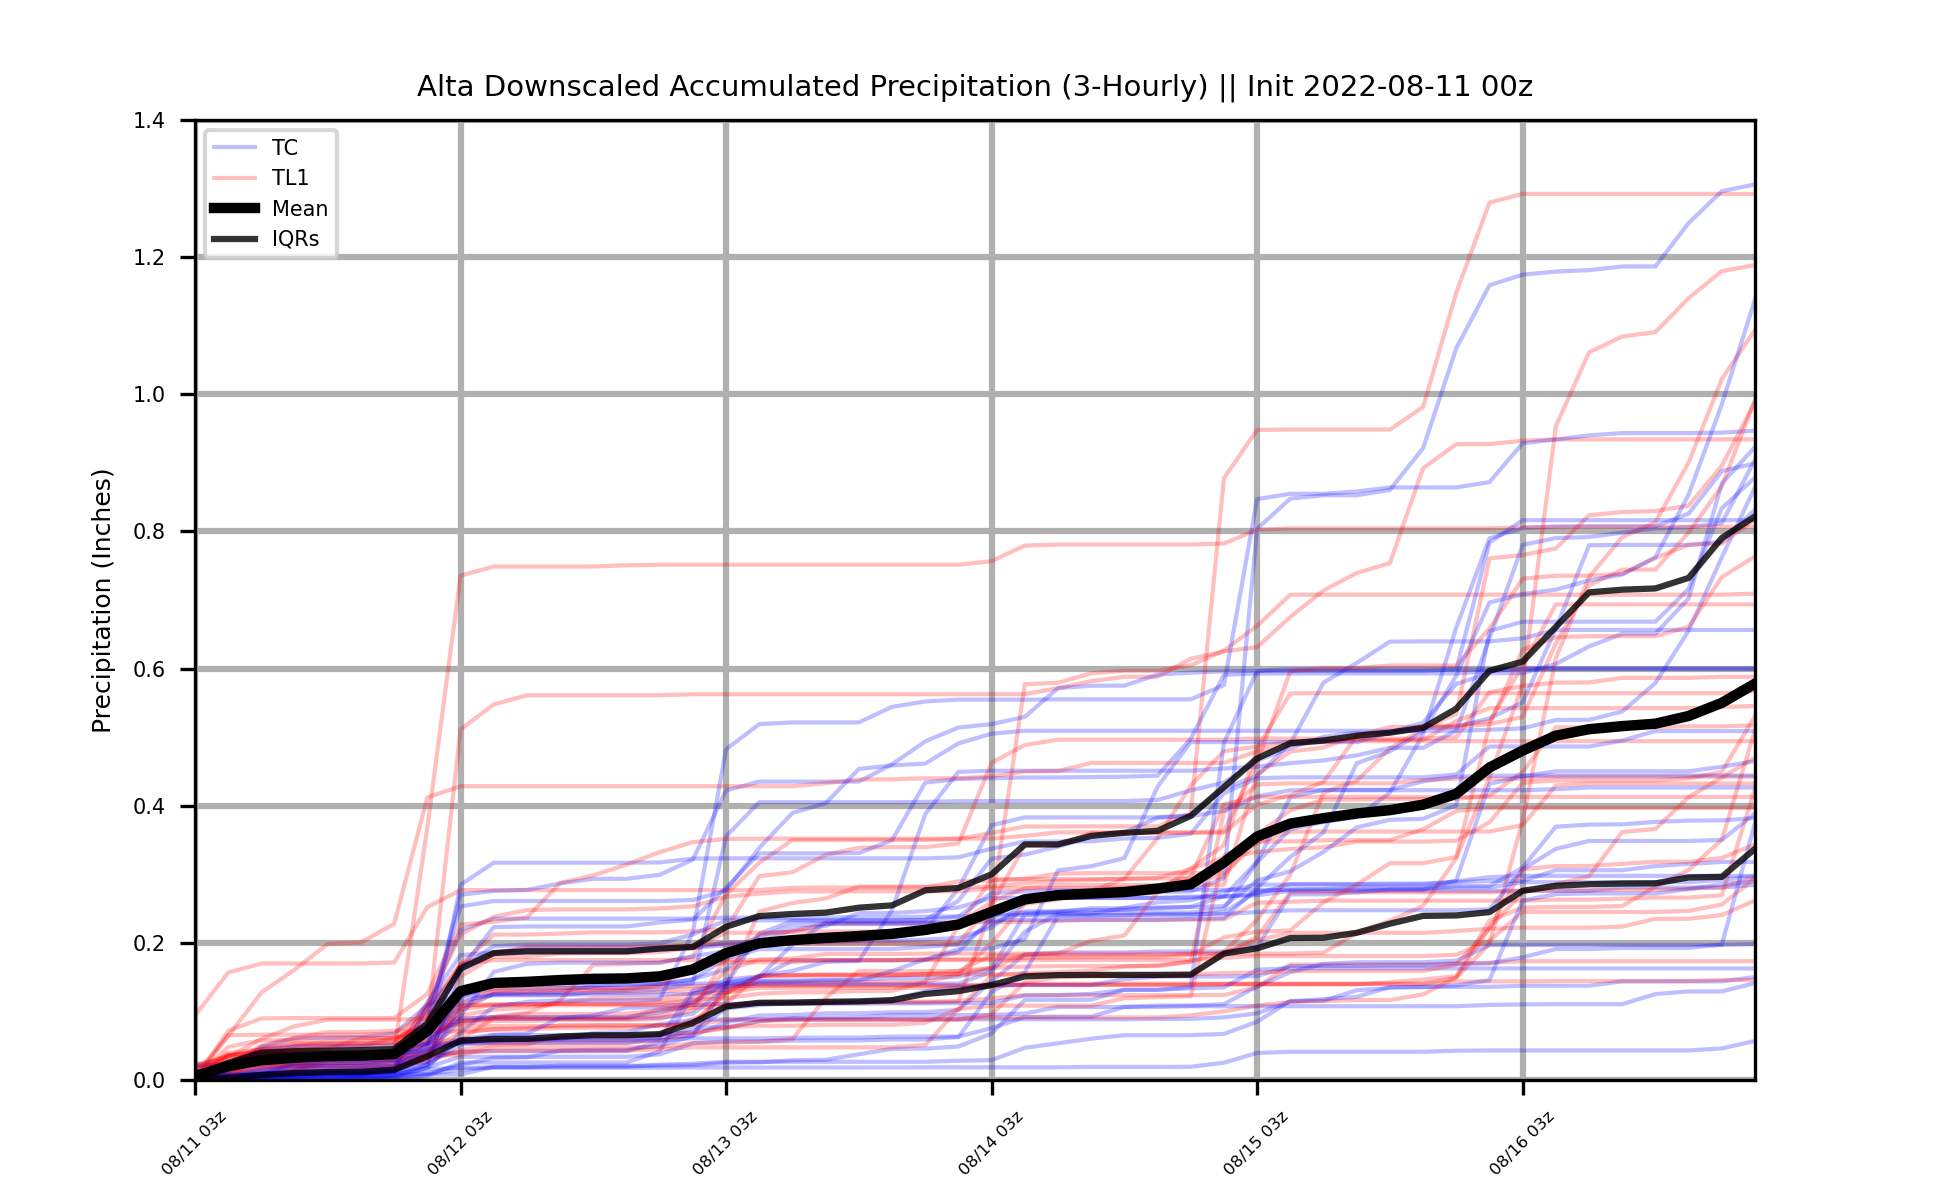 Alta Downscaled Accumulated Precipitation (3-Hourly) || Init 2022-08-11 00z
Precipitation (Inches)
1.4
1.2
1.0
0.8
0.6
0.4
0.2
0.0
TC
TL1
Mean
IQRs
08/11 03z
08/12 03z
08/13 03z
08/14 03z
08/15 03z
08/16 03z